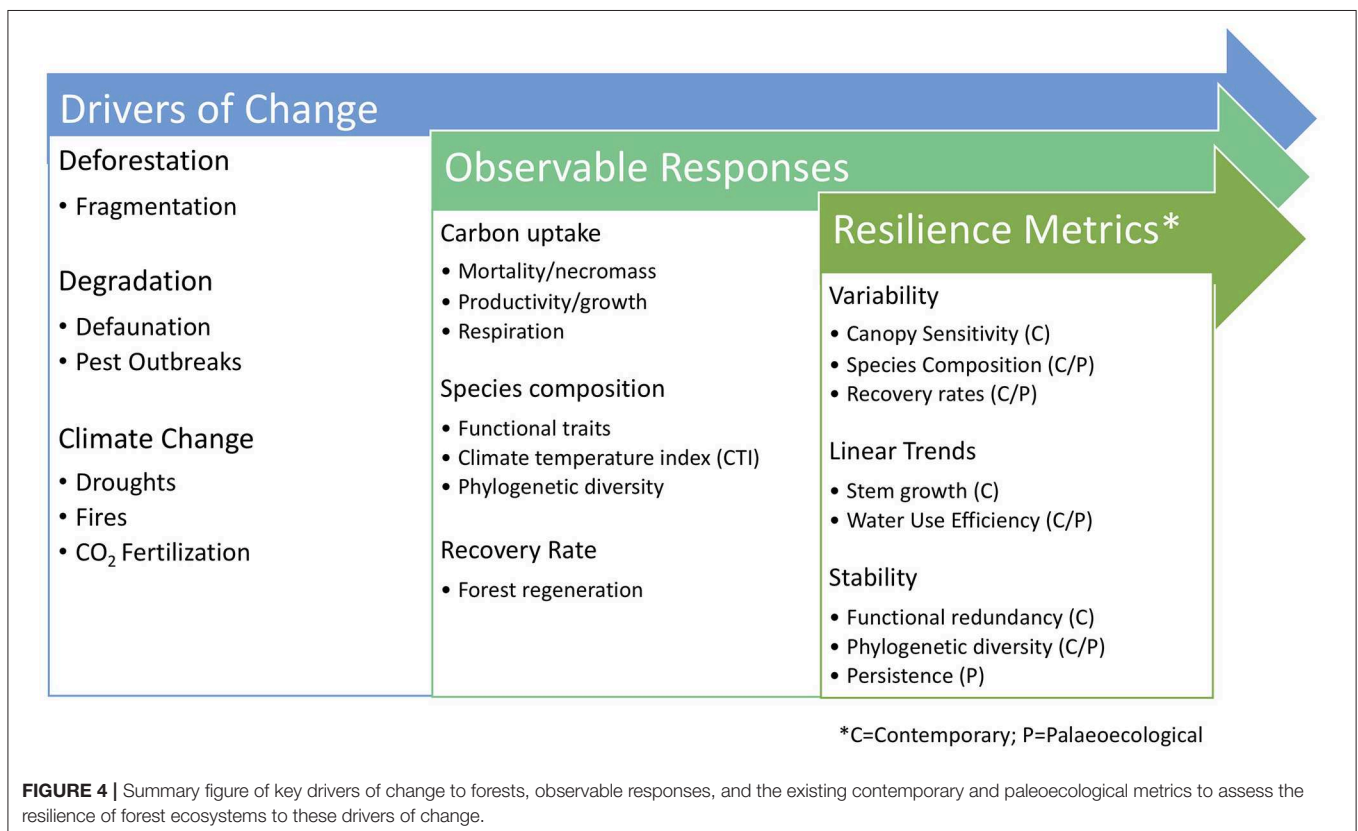 Drivers of Change
Deforestation
• Fragmentation
Degradation
• Defaunation
• Pest Outbreaks
Climate Change
• Droughts
• Fires
• CO₂ Fertilization
Observable Responses
Carbon uptake
• Mortality/necromass
• Productivity/growth
• Respiration
Species composition
• Functional traits
• Climate temperature index (CTI)
• Phylogenetic diversity
Recovery Rate
• Forest regeneration
Resilience Metrics*
Variability
• Canopy Sensitivity (C)
• Species Composition (C/P)
• Recovery rates (C/P)
Linear Trends
• Stem growth (C)
• Water Use Efficiency (C/P)
Stability
• Functional redundancy (C)
• Phylogenetic diversity (C/P)
• Persistence (P)
*C=Contemporary; P=Palaeoecological
FIGURE 4 | Summary figure of key drivers of change to forests, observable responses, and the existing contemporary and paleoecological metrics to assess the
resilience of forest ecosystems to these drivers of change.